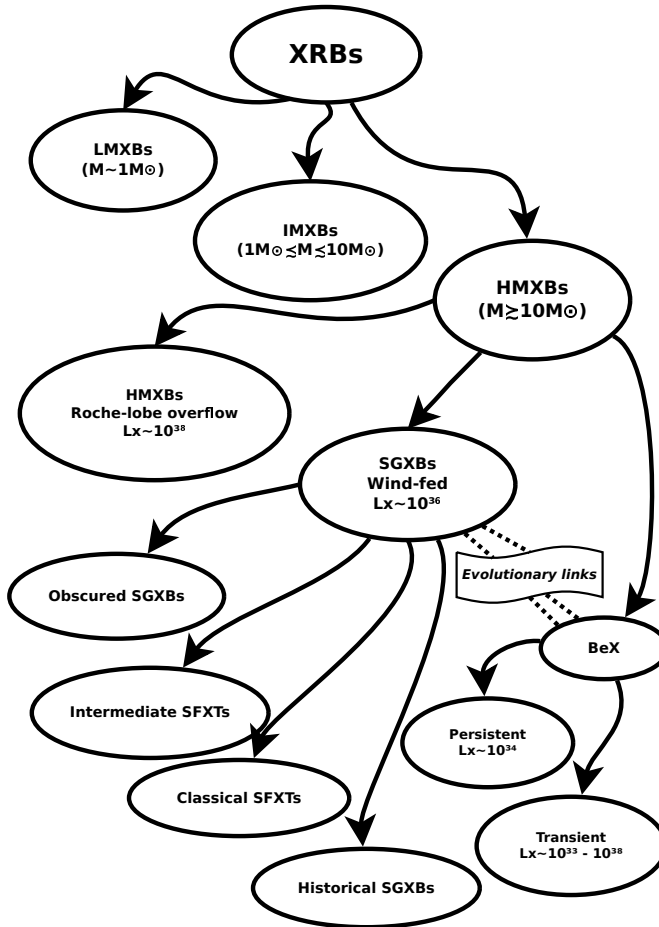 XRBs
LMXBs
(M~1M⊙)
IMXBs
(1M⊙≲M≲10M⊙)
HMXBs
(M≳10M⊙)
HMXBs
Roche-lobe overflow
Lx~10³⁸
SGXBs
Wind-fed
Lx~10³⁶
Evolutionary links
Obscured SGXBs
BeX
Intermediate SFXTs
Persistent
Lx~10³⁴
Classical SFXTs
Transient
Lx~10³³ - 10³⁸
Historical SGXBs